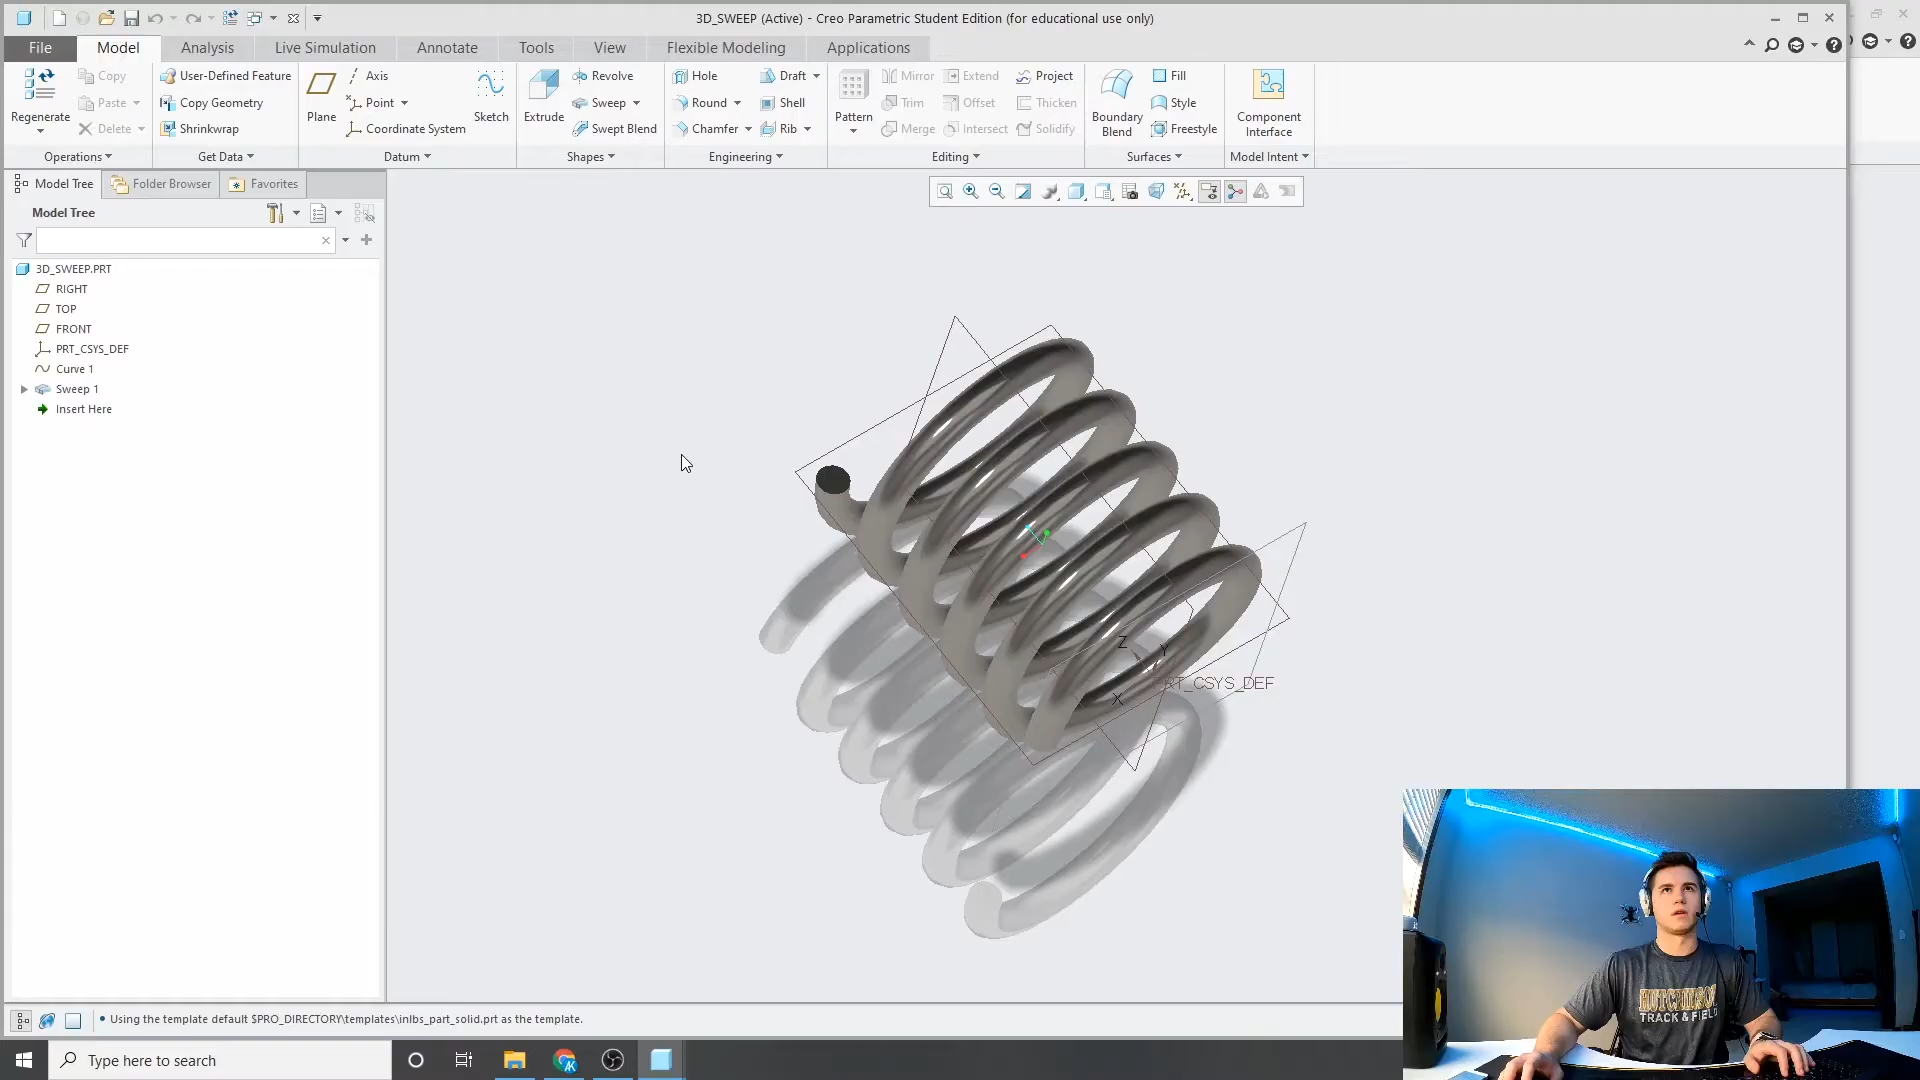 3D_SWEEP (Active) - Creo Parametric Student Edition (for educational use only)
File Model Analysis Live Simulation Annotate Tools View Flexible Modeling Applications
Regenerate
Copy
Paste
Delete
Operations
User-Defined Feature
Copy Geometry
Shrinkwrap
Get Data
Plane
Axis
Point
Coordinate System
Sketch
Datum
Extrude
Revolve
Sweep
Swept Blend
Shapes
Hole
Round
Chamfer
Draft
Shell
Rib
Engineering
Pattern
Mirror
Trim
Merge
Extend
Offset
Intersect
Project
Thicken
Solidify
Editing
Boundary
Blend
Fill
Style
Freestyle
Surfaces
Component
Interface
Model Intent
Model Tree Folder Browser Favorites
Model Tree
3D_SWEEP.PRT
RIGHT
TOP
FRONT
PRT_CSYS_DEF
Curve 1
Sweep 1
Insert Here
Z
Y
X
PRT_CSYS_DEF
• Using the template default $PRO_DIRECTORY\templates\inlbs_part_solid.prt as the template.
Type here to search
AK
HUTCHINSON
TRACK & FIELD